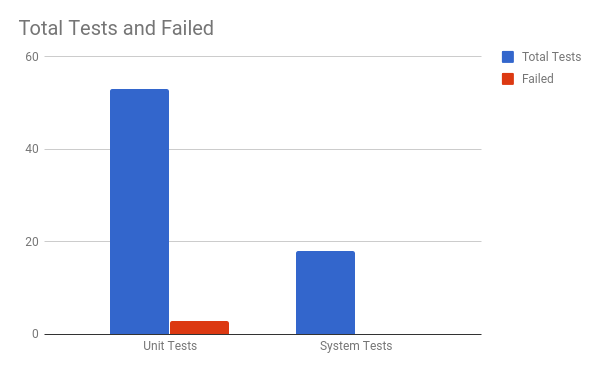 Total Tests and Failed
60
40
20
0
Unit Tests
System Tests
Total Tests
Failed